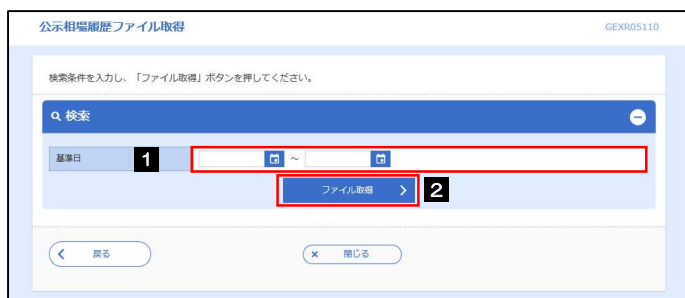 公示相場履歴ファイル取得 GEXR05110
検索条件を入力し、「ファイル取得」ボタンを押してください。
検索
基準日 1 ～
ファイル取得 2
戻る 閉じる